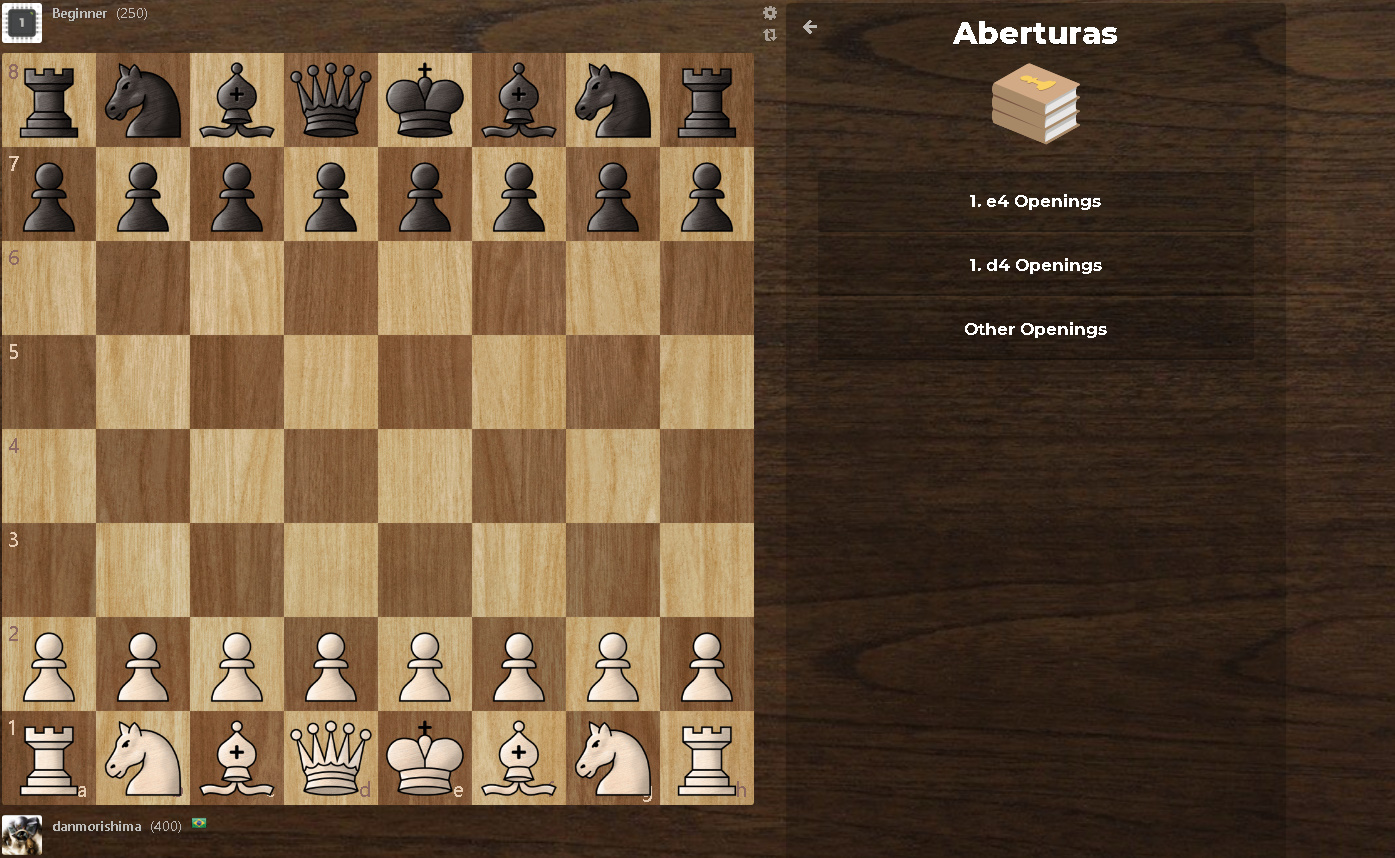 1
Beginner (250)
Aberturas
1. e4 Openings
1. d4 Openings
Other Openings
8
7
6
5
4
3
2
1
a
d
e
g
h
danmorishima (400)